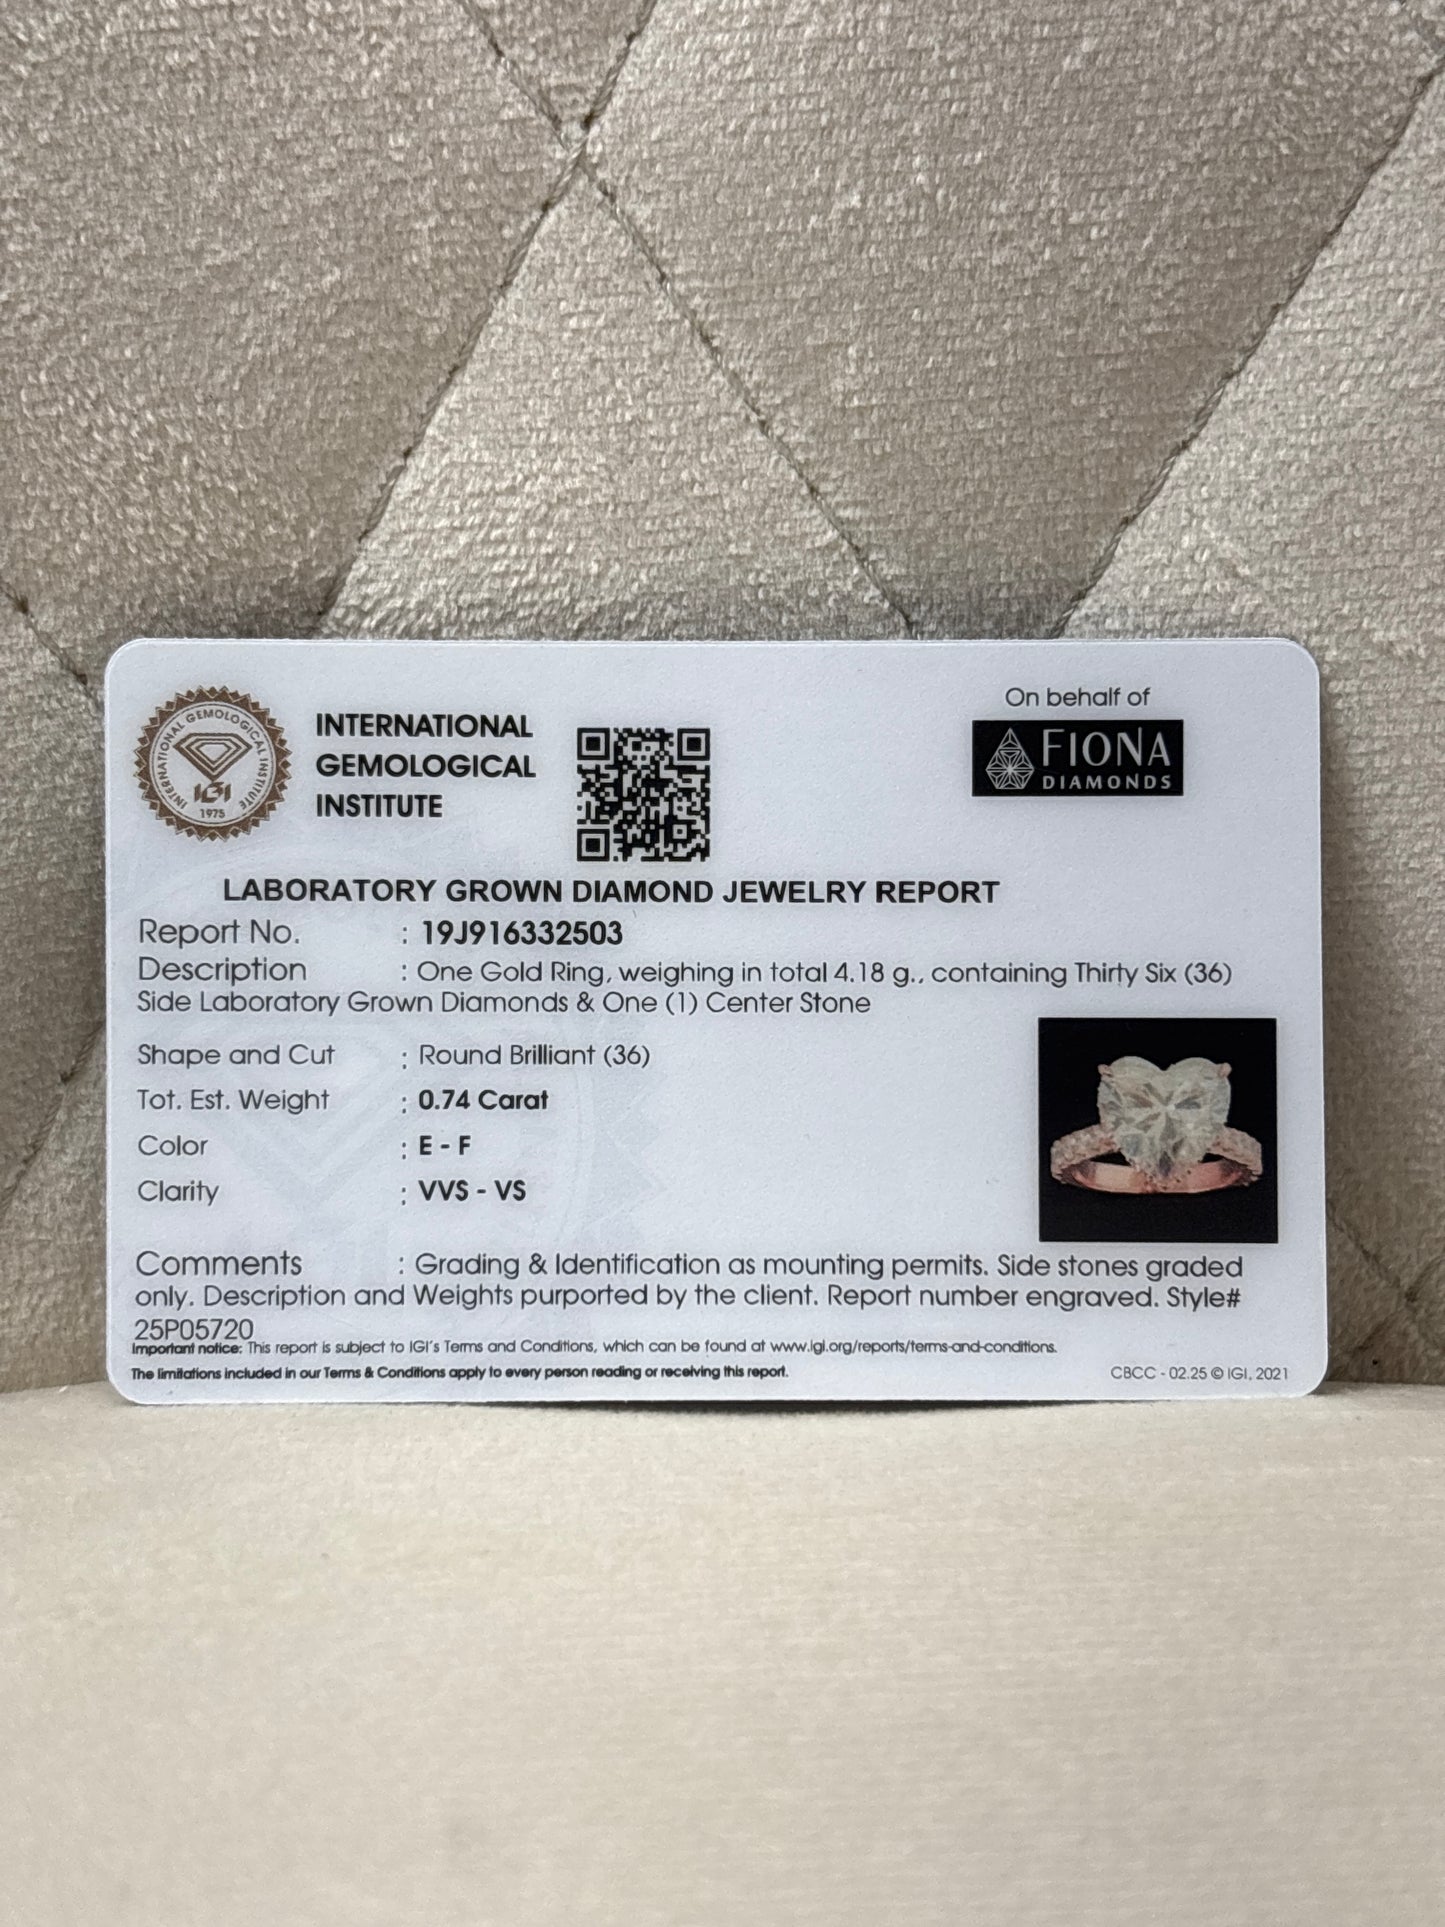 INTERNATIONAL GEMOLOGICAL INSTITUTE
IGI
1975
INTERNATIONAL
GEMOLOGICAL
INSTITUTE
On behalf of
FIONA
DIAMONDS
LABORATORY GROWN DIAMOND JEWELRY REPORT
Report No. : 19J916332503
Description : One Gold Ring, weighing in total 4.18 g., containing Thirty Six (36)
Side Laboratory Grown Diamonds & One (1) Center Stone
Shape and Cut : Round Brilliant (36)
Tot. Est. Weight : 0.74 Carat
Color : E - F
Clarity : VVS - VS
Comments : Grading & Identification as mounting permits. Side stones graded
only. Description and Weights purported by the client. Report number engraved. Style#
25P05720
Important notice: This report is subject to IGI's Terms and Conditions, which can be found at www.igi.org/reports/terms-and-conditions.
The limitations included in our Terms & Conditions apply to every person reading or receiving this report.
CBCC - 02.25 © IGI, 2021